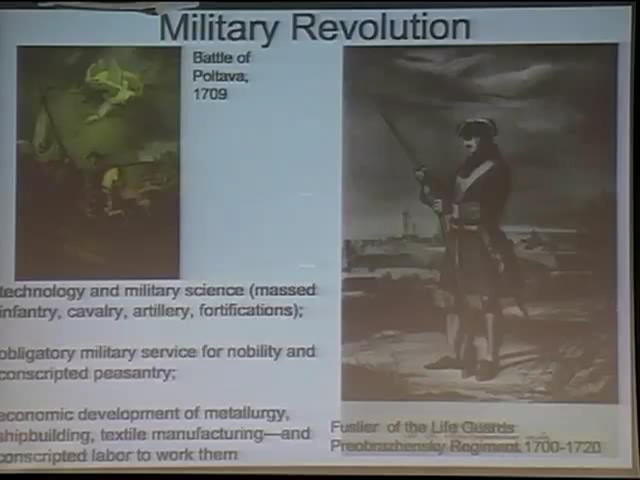 Military Revolution
Battle of
Poltava,
1709
technology and military science (massed
infantry, cavalry, artillery, fortifications);
obligatory military service for nobility and
conscripted peasantry;
economic development of metallurgy,
shipbuilding, textile manufacturing—and
conscripted labor to work them
Fusiler of the Life Guards
Preobrazhensky Regiment 1700-1720